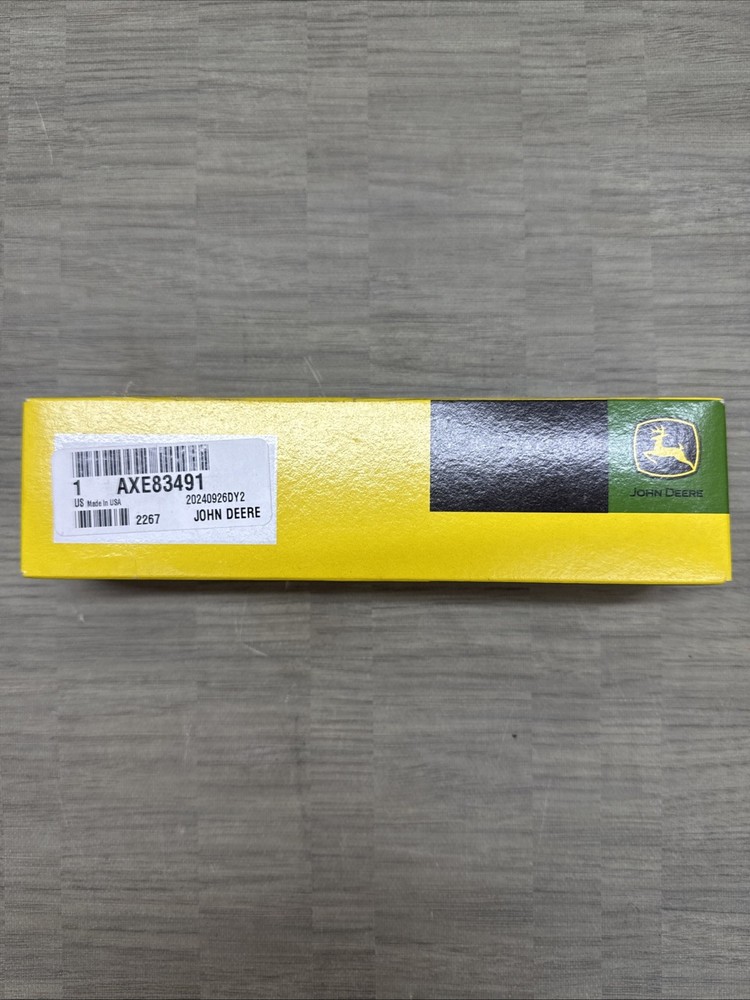 1 AXE83491
US Made In USA
20240926DY2
2267 JOHN DEERE
JOHN DEERE